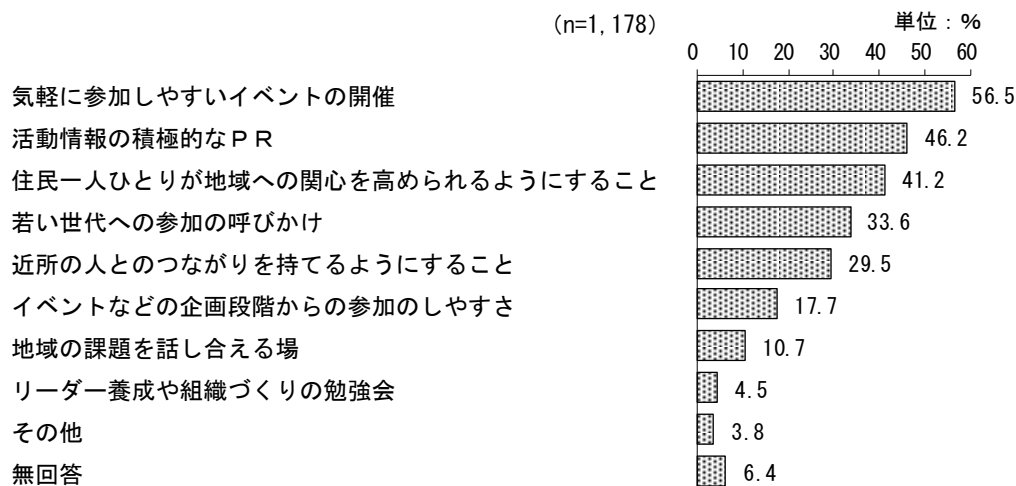 (n=1,178)
単位：%
0 10 20 30 40 50 60
気軽に参加しやすいイベントの開催 56.5
活動情報の積極的なＰＲ 46.2
住民一人ひとりが地域への関心を高められるようにすること 41.2
若い世代への参加の呼びかけ 33.6
近所の人とのつながりを持てるようにすること 29.5
イベントなどの企画段階からの参加のしやすさ 17.7
地域の課題を話し合える場 10.7
リーダー養成や組織づくりの勉強会 4.5
その他 3.8
無回答 6.4